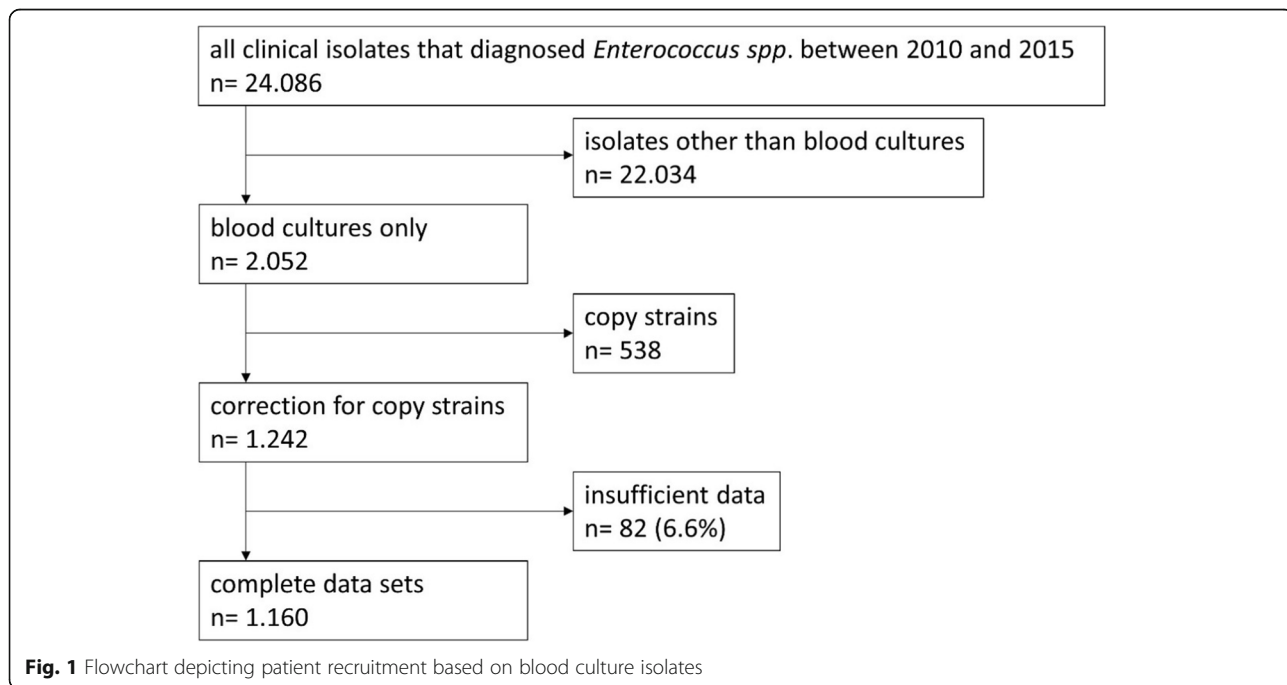 all clinical isolates that diagnosed Enterococcus spp. between 2010 and 2015
n= 24.086
isolates other than blood cultures
n= 22.034
blood cultures only
n= 2.052
copy strains
n= 538
correction for copy strains
n= 1.242
insufficient data
n= 82 (6.6%)
complete data sets
n= 1.160
Fig. 1 Flowchart depicting patient recruitment based on blood culture isolates